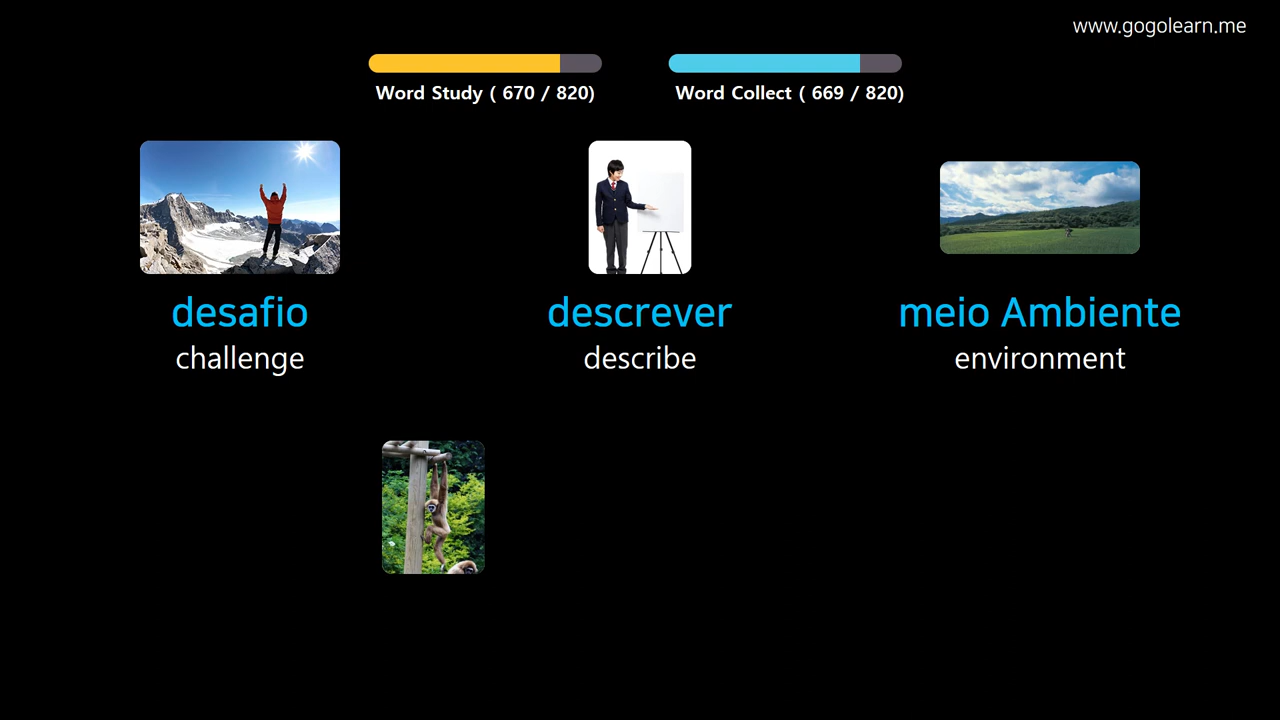 www.gogolearn.me
Word Study ( 670 / 820)
Word Collect ( 669 / 820)
desafio
descrever
meio Ambiente
challenge
describe
environment